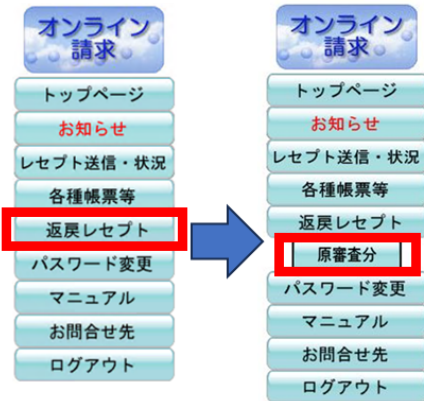 オンライン
請求
トップページ
お知らせ
レセプト送信・状況
各種帳票等
返戻レセプト
パスワード変更
マニュアル
お問合せ先
ログアウト
オンライン
請求
トップページ
お知らせ
レセプト送信・状況
各種帳票等
返戻レセプト
原審査分
パスワード変更
マニュアル
お問合せ先
ログアウト